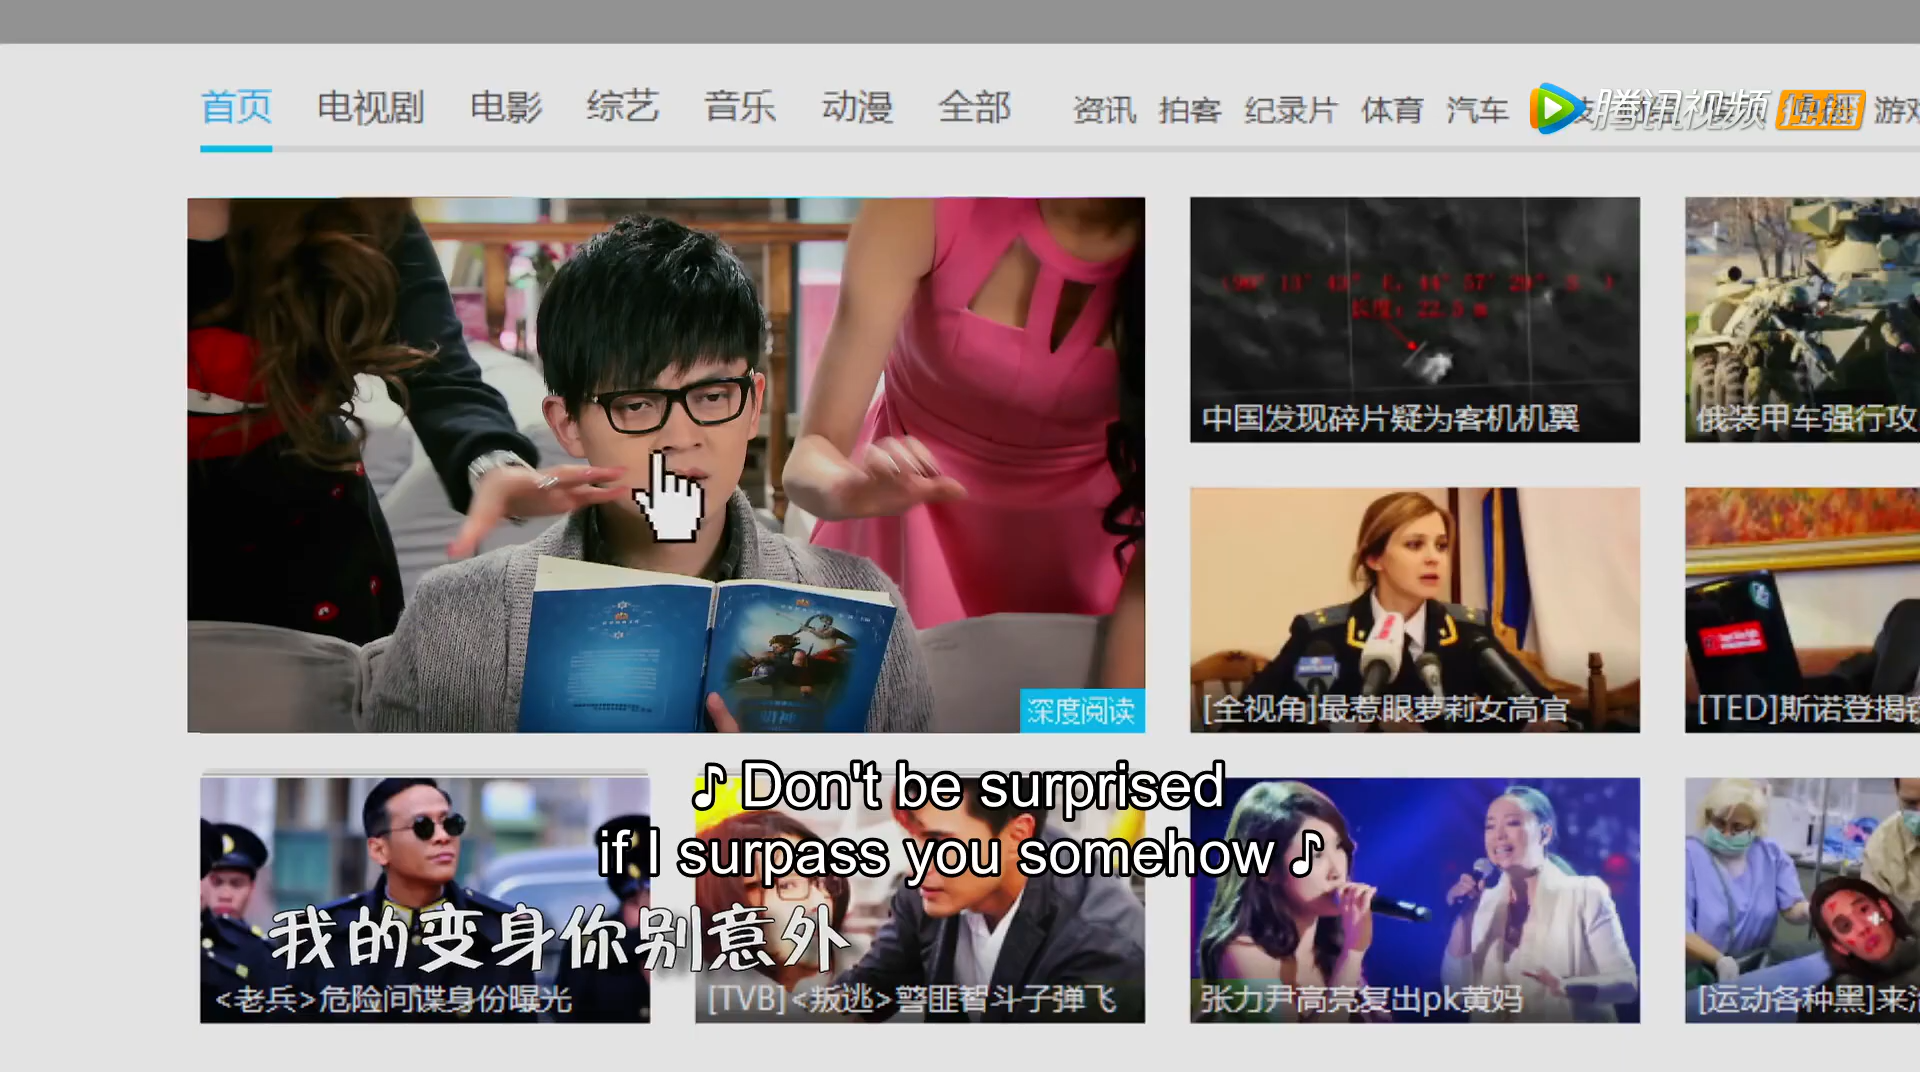 首页 电视剧 电影 综艺 音乐 动漫 全部 资讯 拍客 纪录片 体育 汽车
腾讯视频
长度：22.5 m
中国发现碎片疑为客机机翼
俄装甲车强行攻
深度阅读
[全视角]最惹眼萝莉女高官
[TED]斯诺登揭
♪ Don't be surprised
if I surpass you somehow ♪
我的变身你别意外
<老兵>危险间谍身份曝光
[TVB]<叛逃>警匪智斗子弹飞
张力尹高亮复出pk黄妈
[运动各种黑]来